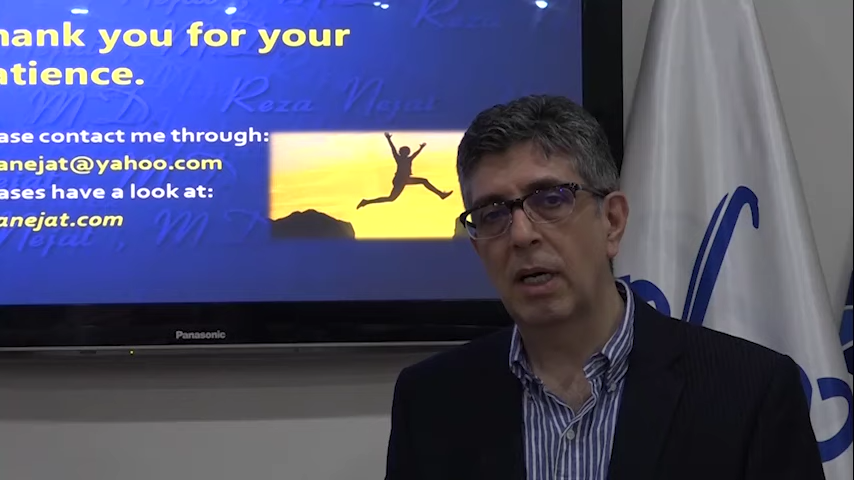 hank you for your
atience.
M.D.
Reza Nejat
ase contact me through:
anejat@yahoo.com
ases have a look at:
anejat.com
Nejat, M.D.
Panasonic